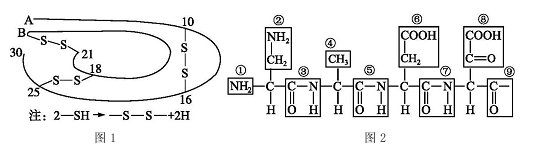 A
B
30
10
S
S
21
S
S
18
S
S
25
16
注：2—SH → —S—S—+2H
图1
①
NH₂
②
NH₂
CH₂
C
H
③
C—N
O H
④
CH₃
C
H
⑤
C—N
O H
⑥
COOH
CH₂
C
H
⑦
C—N
O H
⑧
COOH
C=O
C
H
⑨
C
O
图2